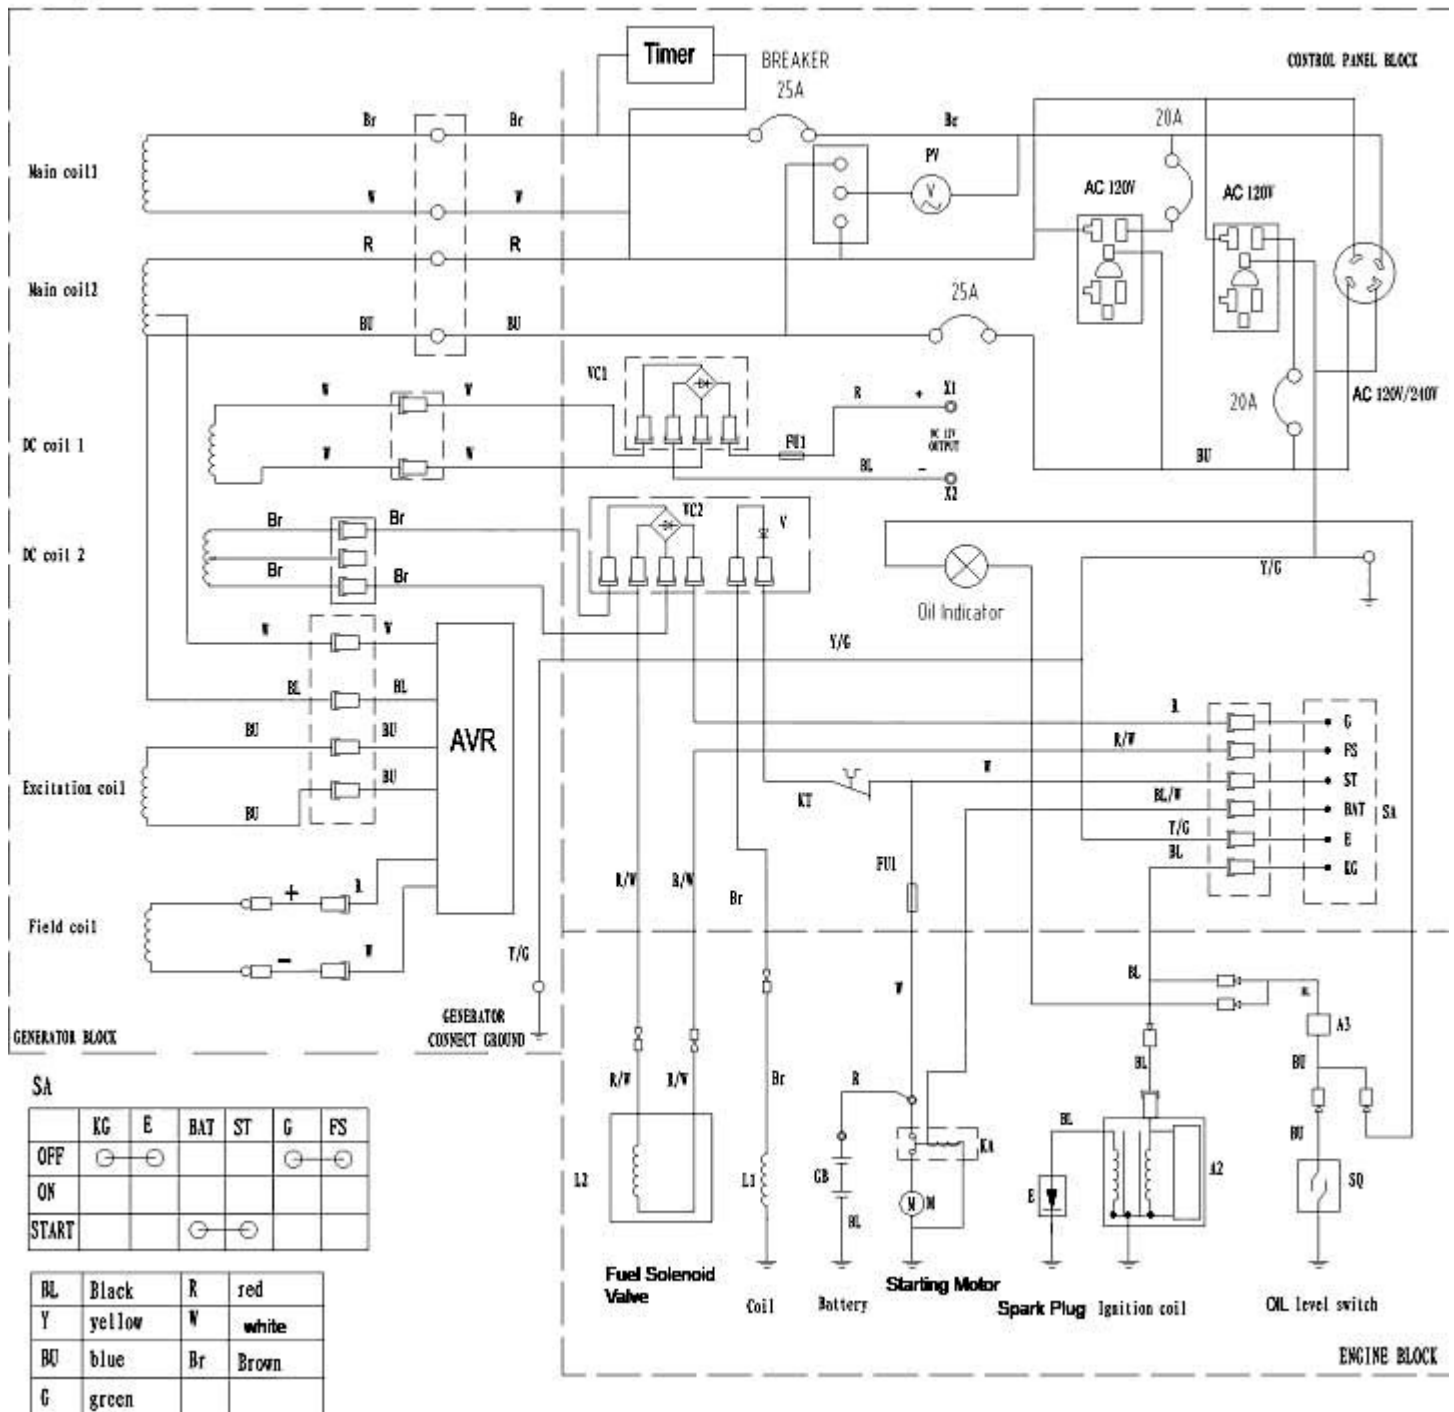 Timer
BREAKER
25A
CONTROL PANEL BLOCK
Br
Br
Br
20A
Main coil1
PV
V
AC 120V
AC 120V
W
W
R
R
Main coil2
25A
BU
BU
VC1
W
W
R
+
X1
AC 120V/240V
20A
DC coil 1
FU1
DC 12V
OUTPUT
W
W
BL
-
X2
BU
VC2
V
Br
Br
DC coil 2
Br
Br
Y/G
Oil Indicator
W
W
Y/G
BL
BL
R
G
BU
BU
AVR
R/W
FS
W
ST
Excitation coil
BU
BU
KT
BL/W
BAT
SA
Y/G
E
BL
KG
FU1
+
R
R/W
R/W
Br
Field coil
-
W
Y/G
BL
BL
W
A3
GENERATOR BLOCK
GENERATOR
CONNECT GROUND
BU
SA
R/W
R/W
Br
R
BL
KG
E
BAT
ST
G
FS
OFF
ON
START
BL
BU
L2
L1
GB
KA
A2
SQ
E
M
M
BL
Fuel Solenoid
Valve
Coil
Battery
Starting Motor
Spark Plug
Ignition coil
OIL level switch
BL
Black
R
red
Y
yellow
W
white
BU
blue
Br
Brown
G
green
ENGINE BLOCK